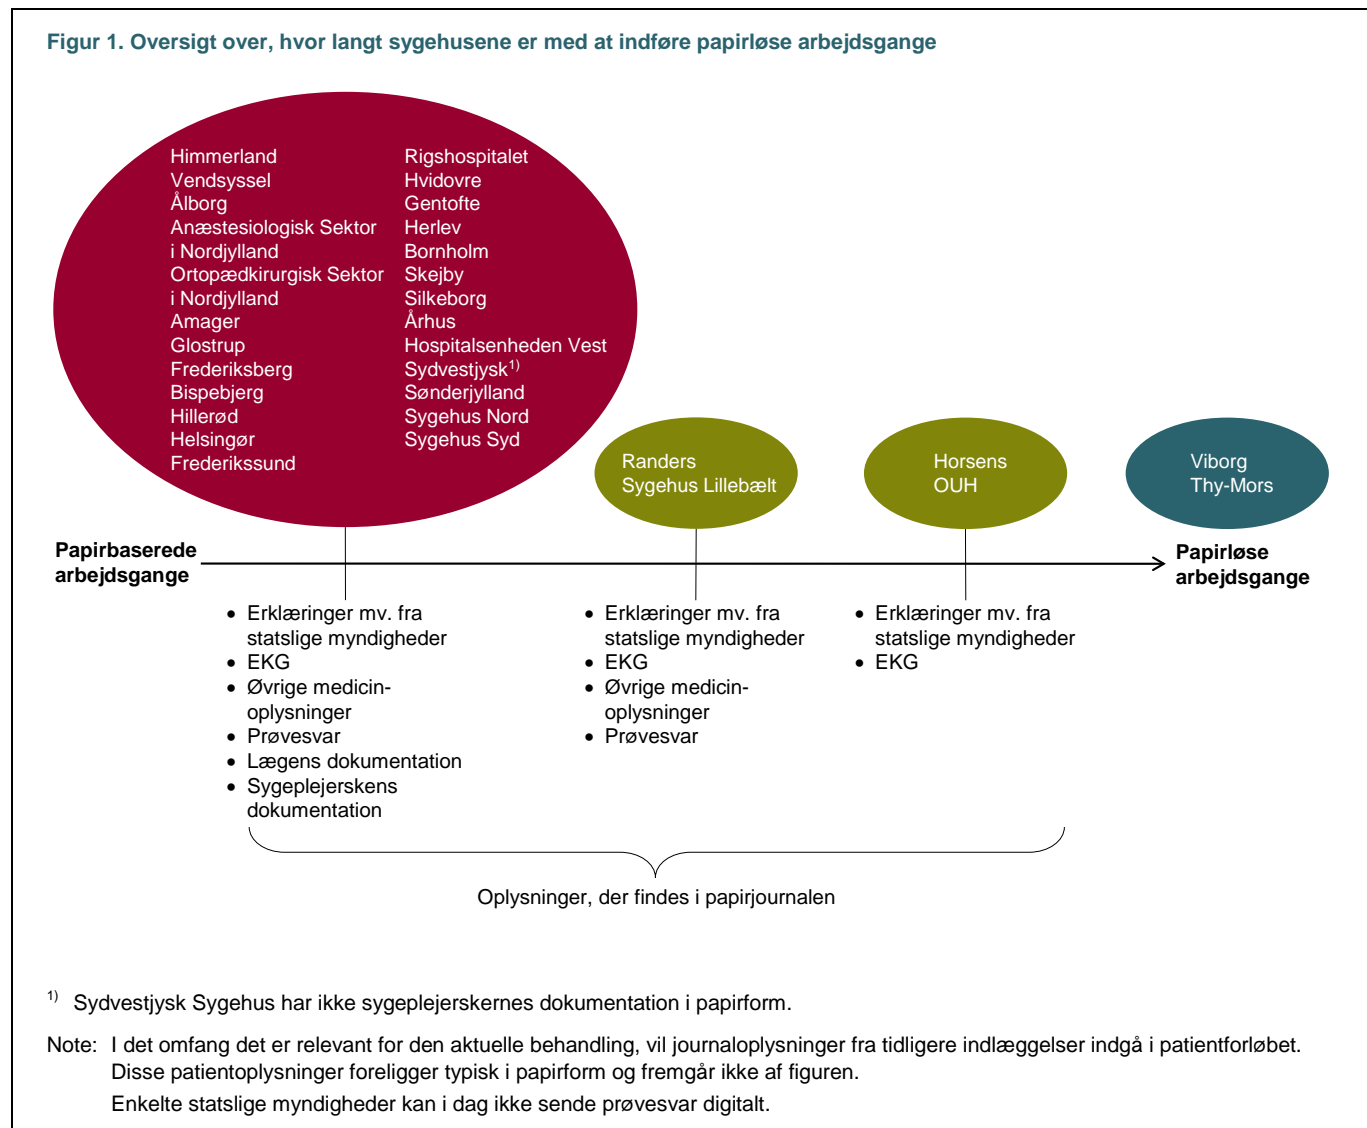 Figur 1. Oversigt over, hvor langt sygehusene er med at indføre papirløse arbejdsgange
Himmerland
Vendsyssel
Ålborg
Anæstesiologisk Sektor
i Nordjylland
Ortopædkirurgisk Sektor
i Nordjylland
Amager
Glostrup
Frederiksberg
Bispebjerg
Hillerød
Helsingør
Frederikssund
Rigshospitalet
Hvidovre
Gentofte
Herlev
Bornholm
Skejby
Silkeborg
Århus
Hospitalsenheden Vest
Sydvestjysk1)
Sønderjylland
Sygehus Nord
Sygehus Syd
Randers
Sygehus Lillebælt
Horsens
OUH
Viborg
Thy-Mors
Papirbaserede
arbejdsgange
Papirløse
arbejdsgange
• Erklæringer mv. fra
statslige myndigheder
• EKG
• Øvrige medicin-
oplysninger
• Prøvesvar
• Lægens dokumentation
• Sygeplejerskens
dokumentation
• Erklæringer mv. fra
statslige myndigheder
• EKG
• Øvrige medicin-
oplysninger
• Prøvesvar
• Erklæringer mv. fra
statslige myndigheder
• EKG
Oplysninger, der findes i papirjournalen
1) Sydvestjysk Sygehus har ikke sygeplejerskernes dokumentation i papirform.
Note: I det omfang det er relevant for den aktuelle behandling, vil journaloplysninger fra tidligere indlæggelser indgå i patientforløbet.
Disse patientoplysninger foreligger typisk i papirform og fremgår ikke af figuren.
Enkelte statslige myndigheder kan i dag ikke sende prøvesvar digitalt.